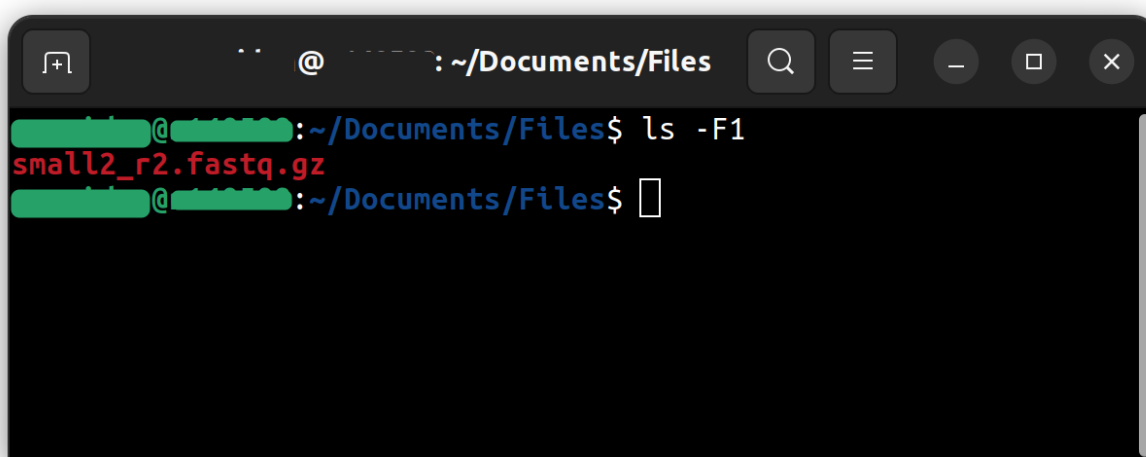 @ : ~/Documents/Files
@ :~/Documents/Files$ ls -F1
small2_r2.fastq.gz
@ :~/Documents/Files$